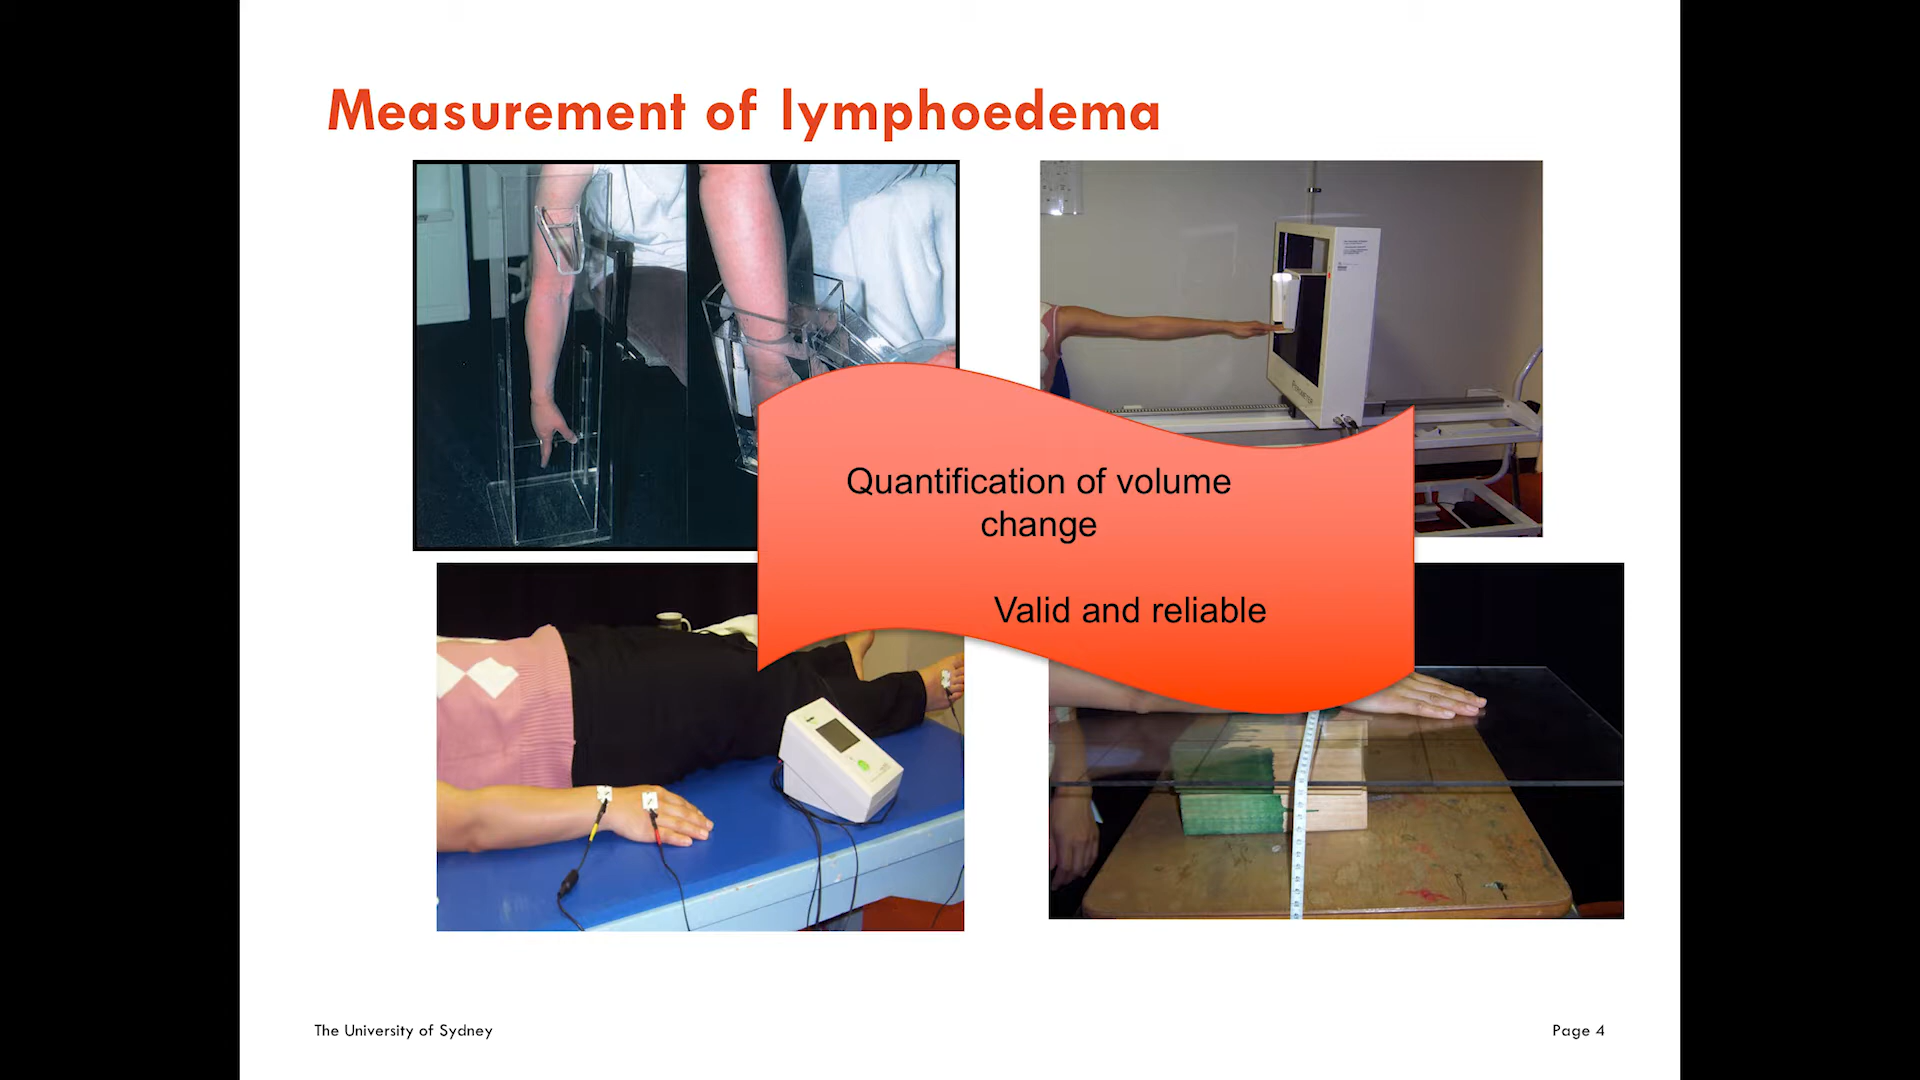 Measurement of lymphoedema
Quantification of volume
change
Valid and reliable
The University of Sydney
Page 4